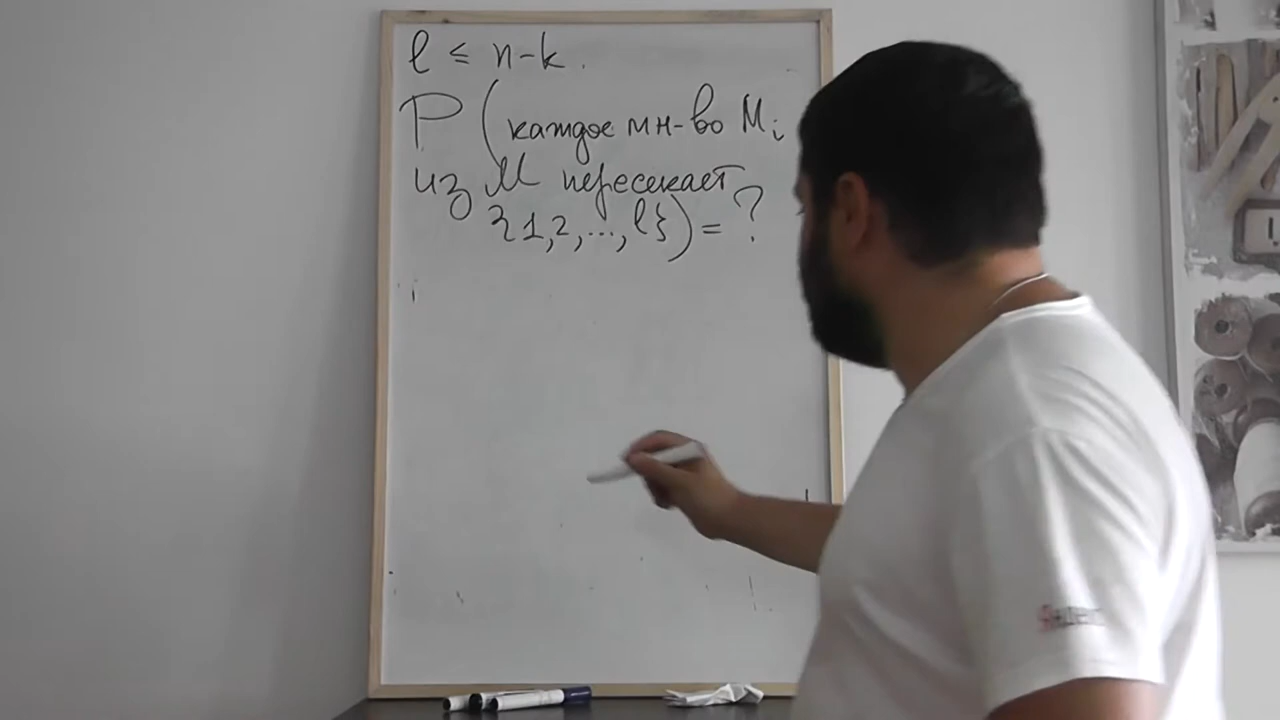 l ≤ n-k.
P ( каждое мн-во Mᵢ
из M пересекает
{1,2,...,l}) = ?